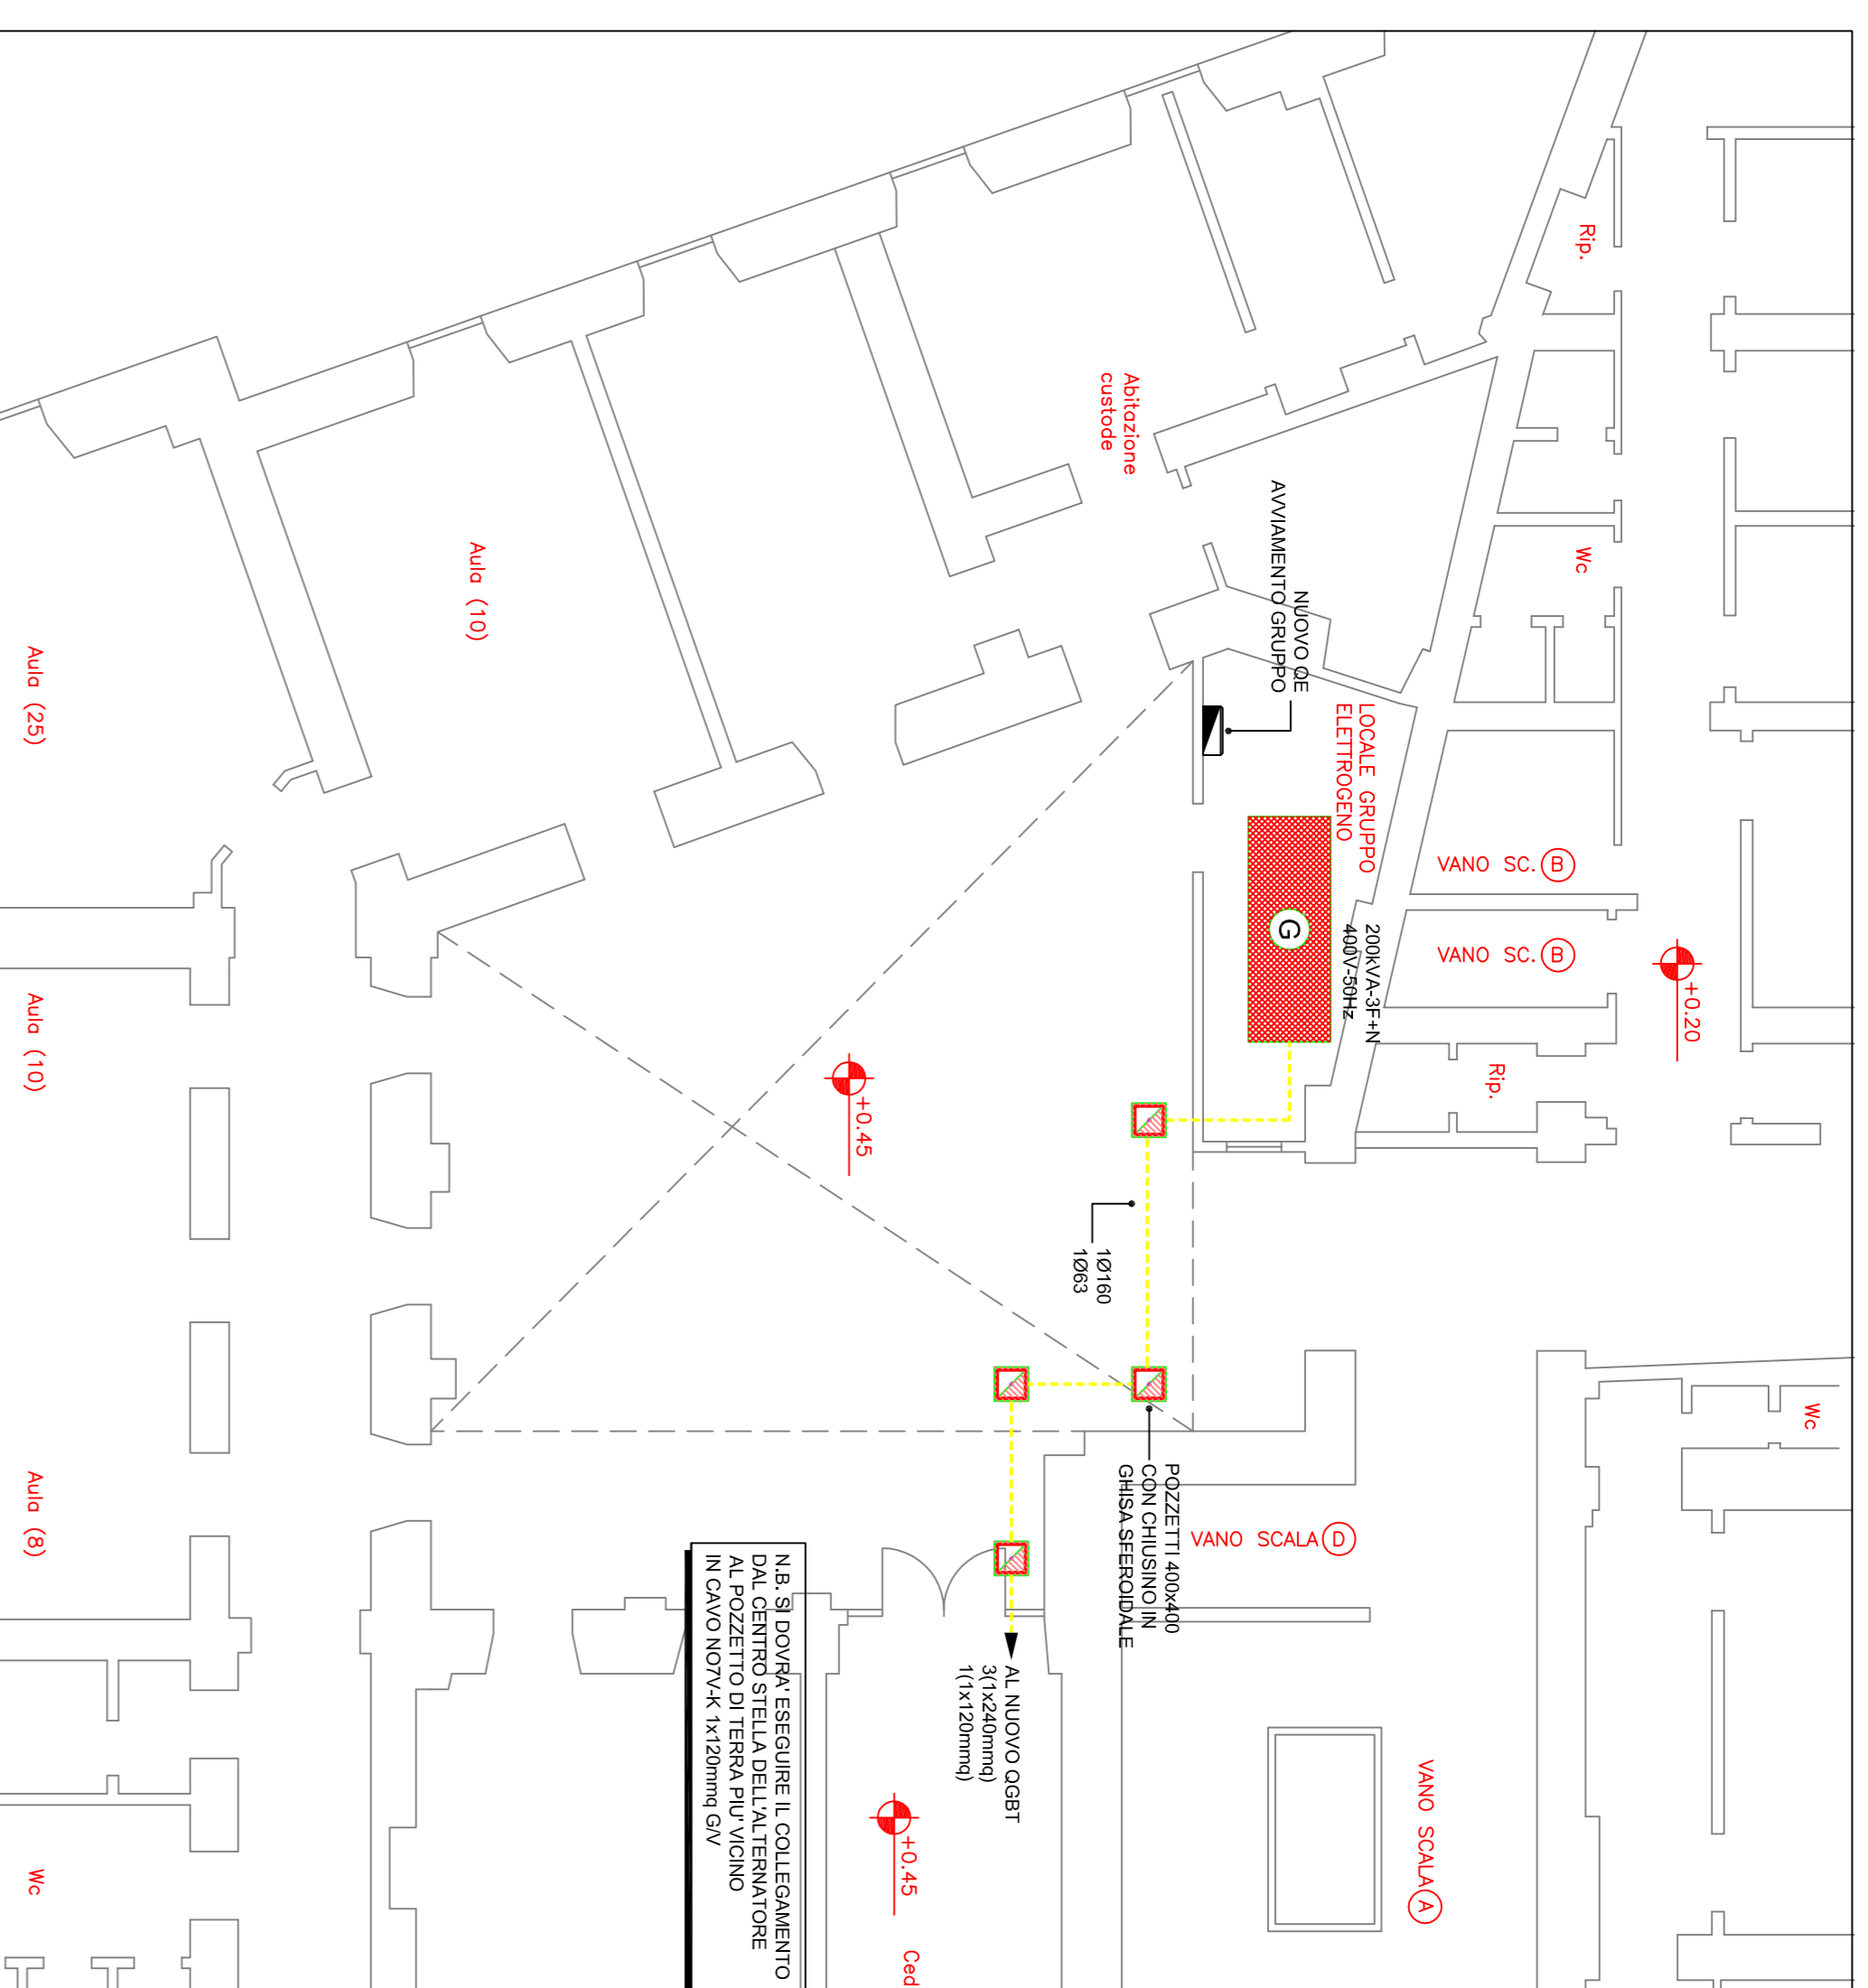 Rip.
Wc
Abitazione
custode
NUOVO QE
AVVIAMENTO GRUPPO
LOCALE GRUPPO
ELETTROGENO
G
200kVA-3F+N
400V-50Hz
VANO SC. B
VANO SC. B
+0.20
Rip.
Aula (10)
Aula (25)
Aula (10)
Aula (8)
Wc
+0.45
1Ø160
1Ø63
Wc
POZZETTI 400x400
CON CHIUSINO IN
GHISA SFEROIDALE
VANO SCALA D
VANO SCALA A
AL NUOVO QGBT
3(1x240mmq)
1(1x120mmq)
N.B. SI DOVRA' ESEGUIRE IL COLLEGAMENTO
DAL CENTRO STELLA DELL'ALTERNATORE
AL POZZETTO DI TERRA PIU' VICINO
IN CAVO NO7V-K 1x120mmq G/V
+0.45
Ced